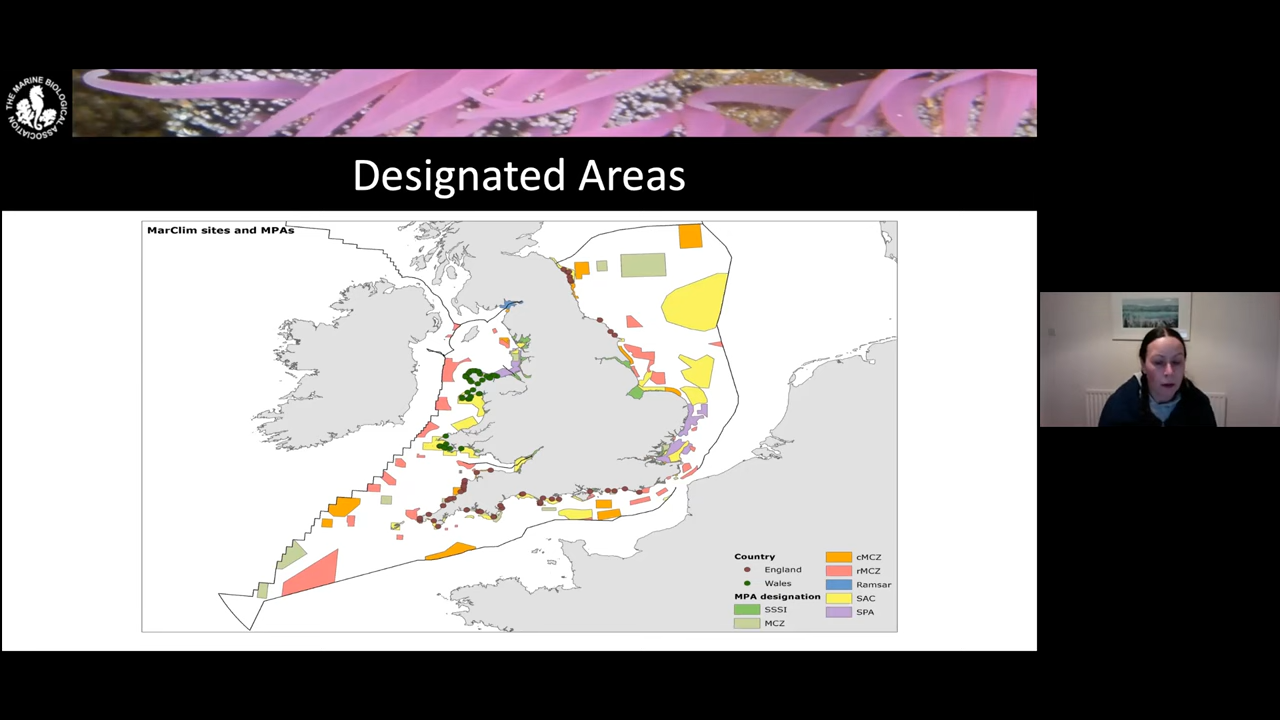 THE MARINE BIOLOGICAL ASSOCIATION
Designated Areas
MarClim sites and MPAs
Country
England
Wales
MPA designation
SSSI
MCZ
cMCZ
rMCZ
Ramsar
SAC
SPA